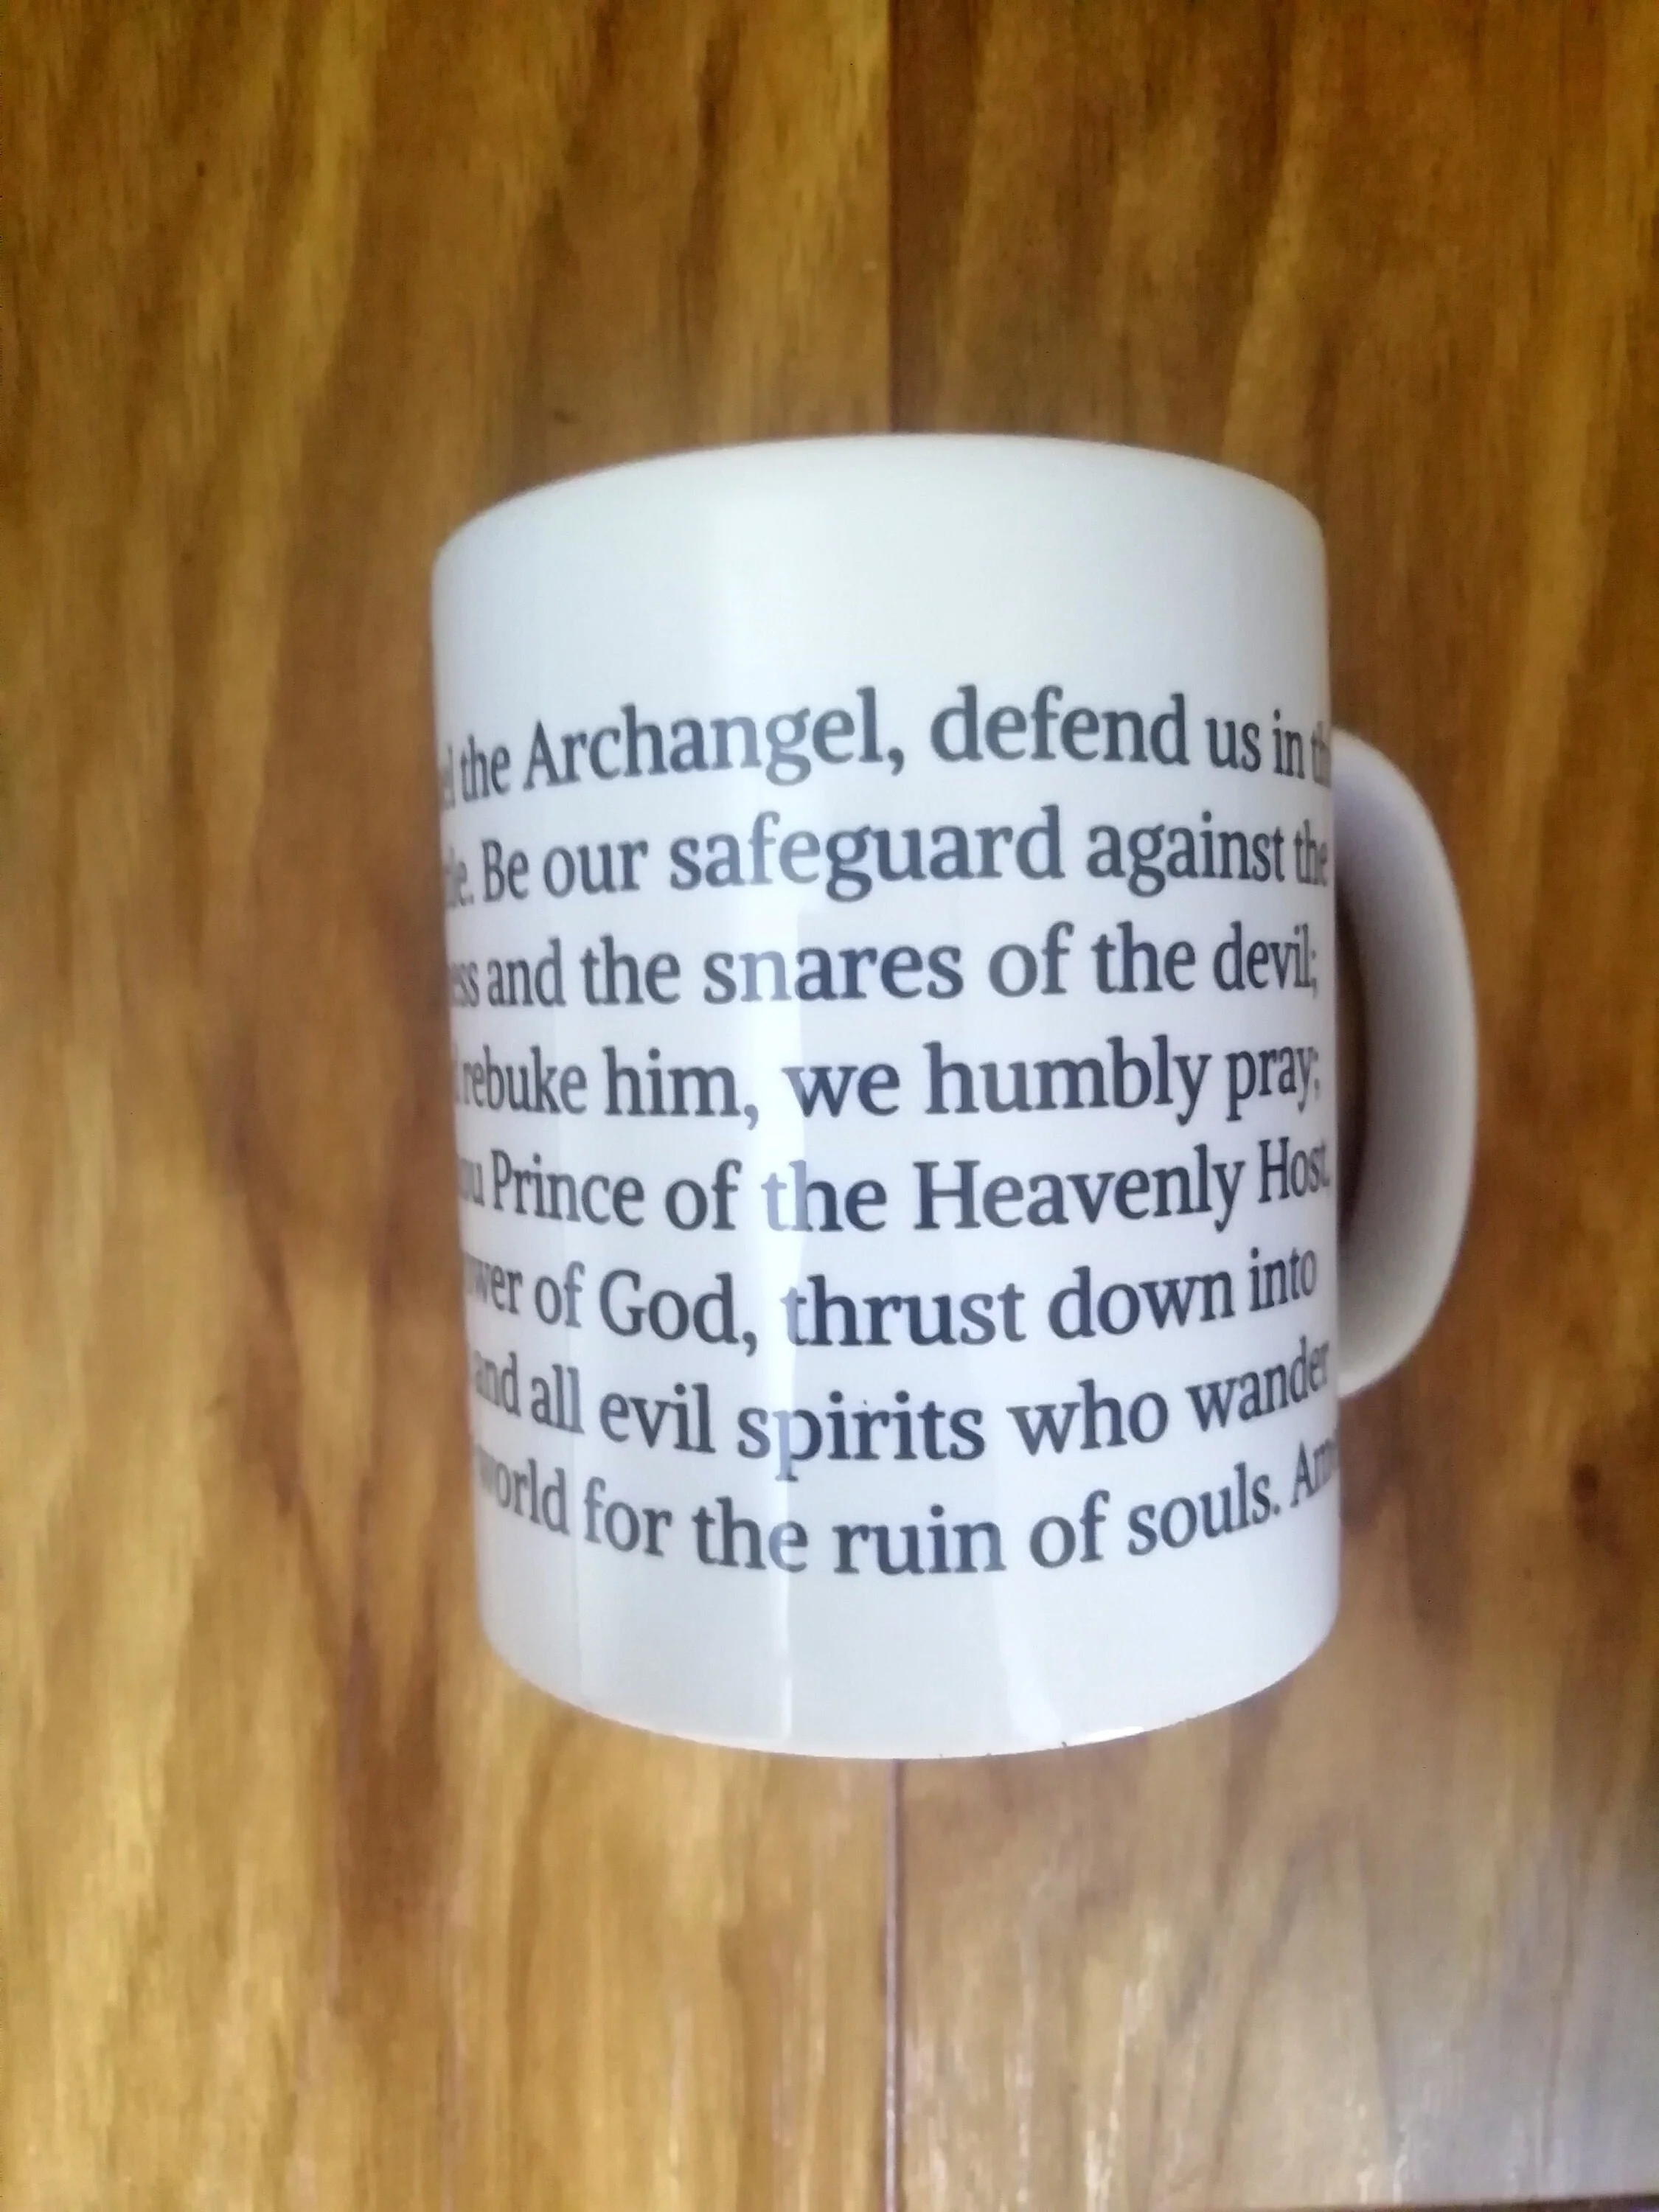 the Archangel, defend us in
Be our safeguard against the
and the snares of the devil;
rebuke him, we humbly pray;
Prince of the Heavenly Host
of God, thrust down into
and all evil spirits who wander
world for the ruin of souls.